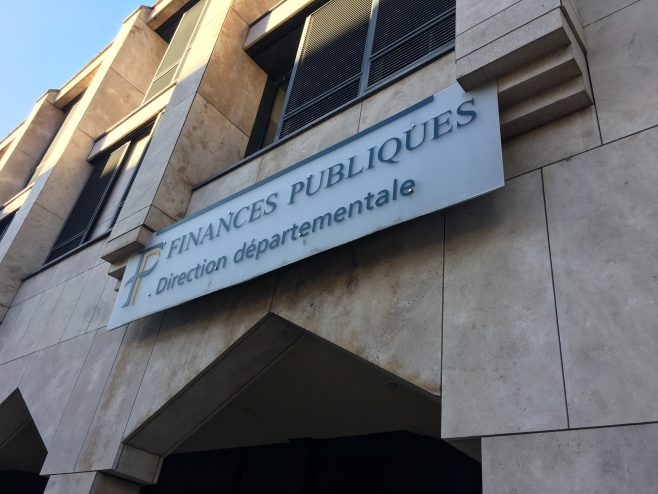 FINANCES PUBLIQUES
Direction départementale